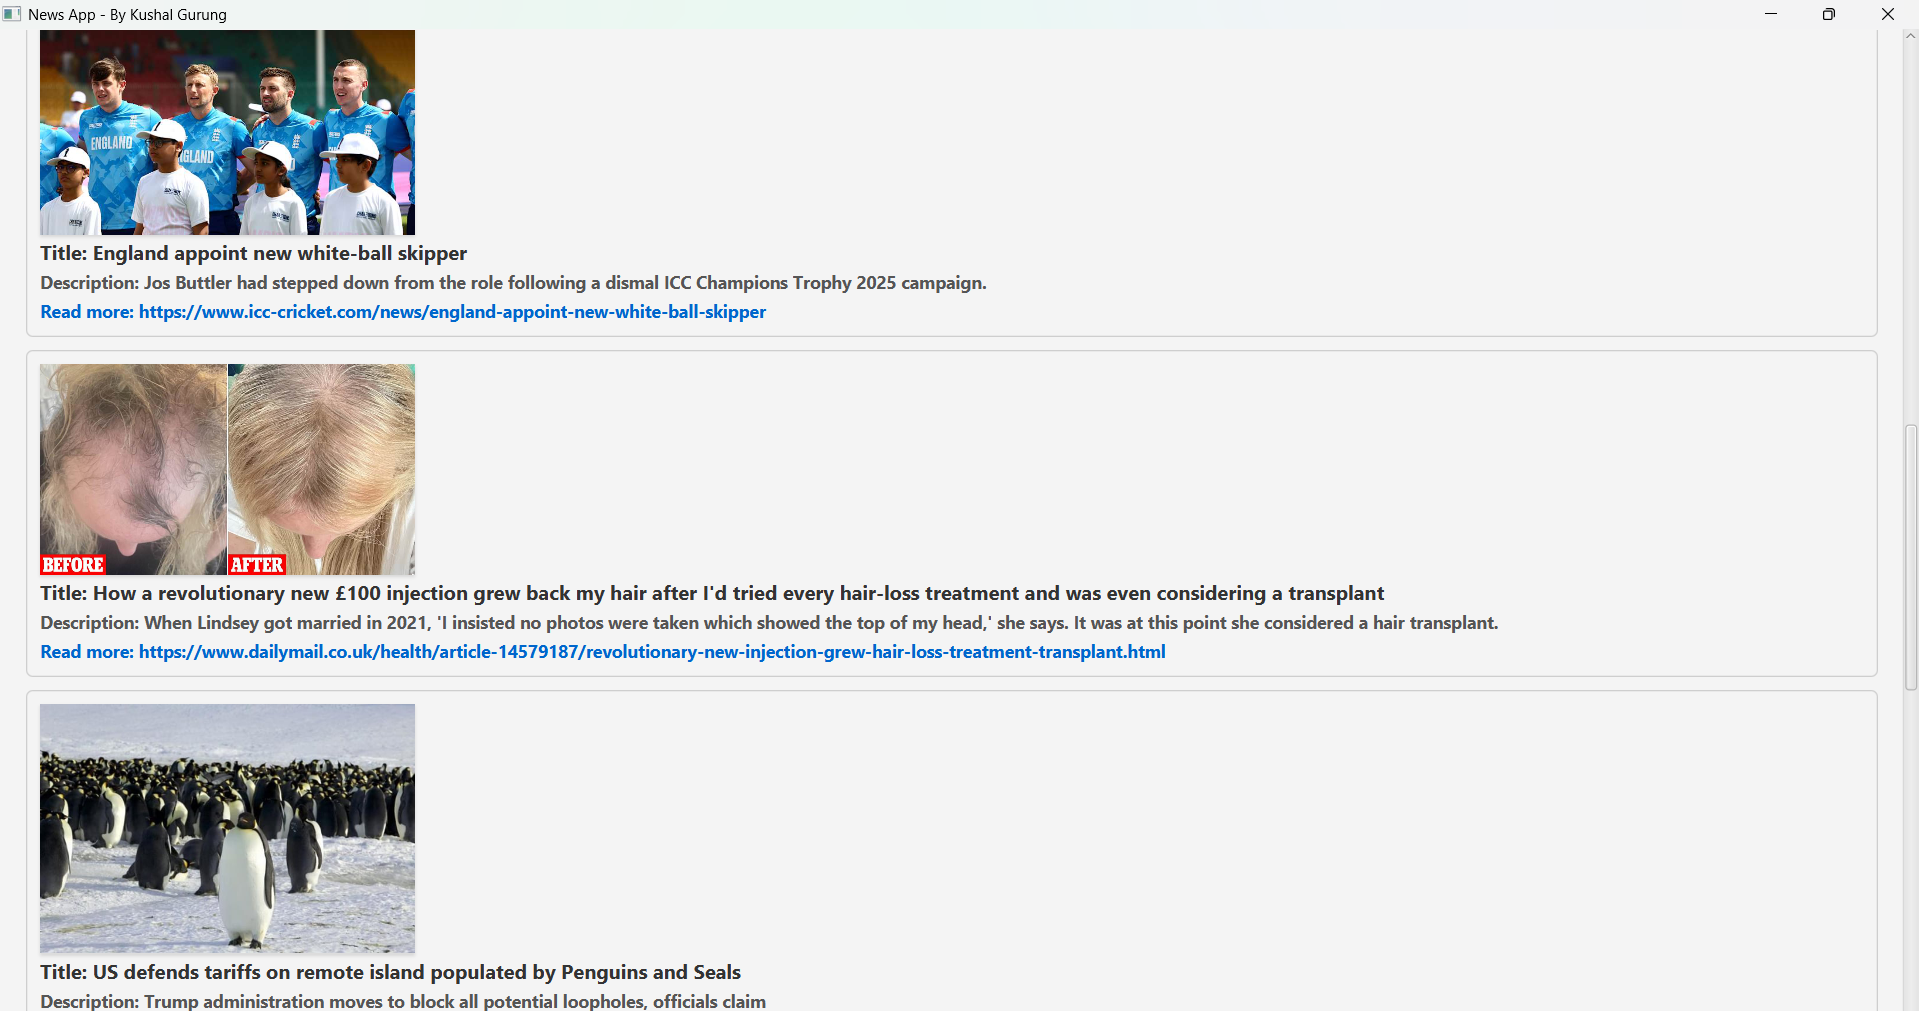 News App - By Kushal Gurung
ENGLAND
GLAND
Title: England appoint new white-ball skipper
Description: Jos Buttler had stepped down from the role following a dismal ICC Champions Trophy 2025 campaign.
Read more: https://www.icc-cricket.com/news/england-appoint-new-white-ball-skipper
BEFORE
AFTER
Title: How a revolutionary new £100 injection grew back my hair after I'd tried every hair-loss treatment and was even considering a transplant
Description: When Lindsey got married in 2021, 'I insisted no photos were taken which showed the top of my head,' she says. It was at this point she considered a hair transplant.
Read more: https://www.dailymail.co.uk/health/article-14579187/revolutionary-new-injection-grew-hair-loss-treatment-transplant.html
Title: US defends tariffs on remote island populated by Penguins and Seals
Description: Trump administration moves to block all potential loopholes, officials claim